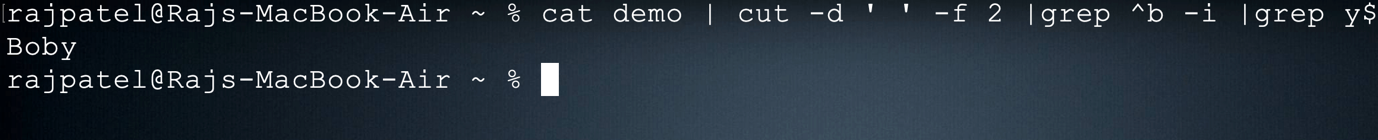 [rajpatel@Rajs-MacBook-Air ~ % cat demo | cut -d ' ' -f 2 |grep ^b -i |grep y$
Boby
rajpatel@Rajs-MacBook-Air ~ %